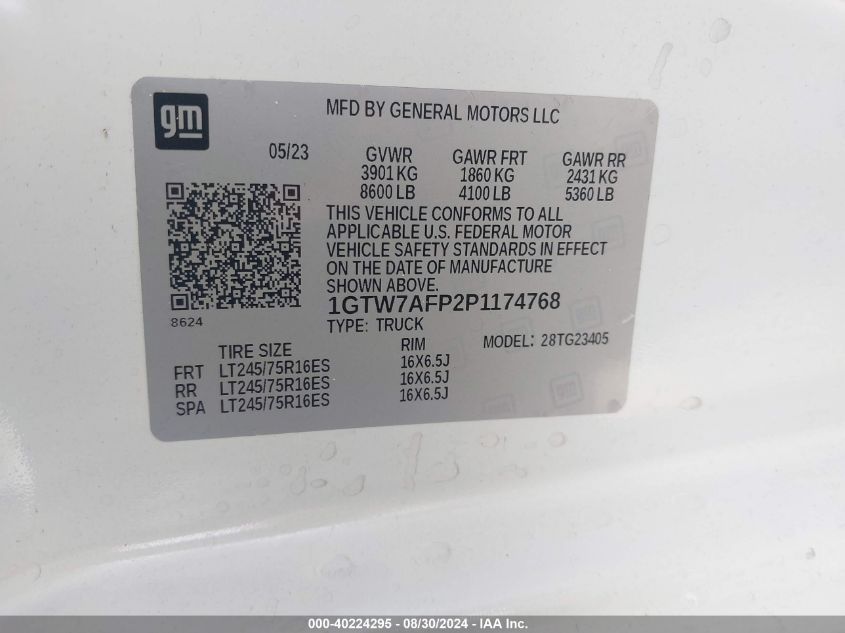 gm
MFD BY GENERAL MOTORS LLC
05/23 GVWR GAWR FRT GAWR RR
3901 KG 1860 KG 2431 KG
8600 LB 4100 LB 5360 LB
THIS VEHICLE CONFORMS TO ALL
APPLICABLE U.S. FEDERAL MOTOR
VEHICLE SAFETY STANDARDS IN EFFECT
ON THE DATE OF MANUFACTURE
SHOWN ABOVE.
1GTW7AFP2P1174768
8624
TYPE: TRUCK
MODEL: 28TG23405
TIRE SIZE RIM
FRT LT245/75R16ES 16X6.5J
RR LT245/75R16ES 16X6.5J
SPA LT245/75R16ES 16X6.5J
000-40224295 - 08/30/2024 - IAA Inc.